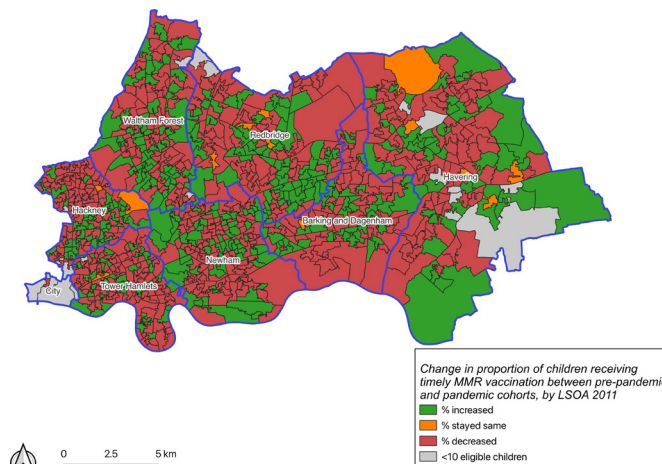 Waltham Forest
Redbridge
Havering
Hackney
Barking and Dagenham
Newham
Tower Hamlets
City
Change in proportion of children receiving
timely MMR vaccination between pre-pandemi
and pandemic cohorts, by LSOA 2011
% increased
% stayed same
% decreased
<10 eligible children
0 2.5 5 km